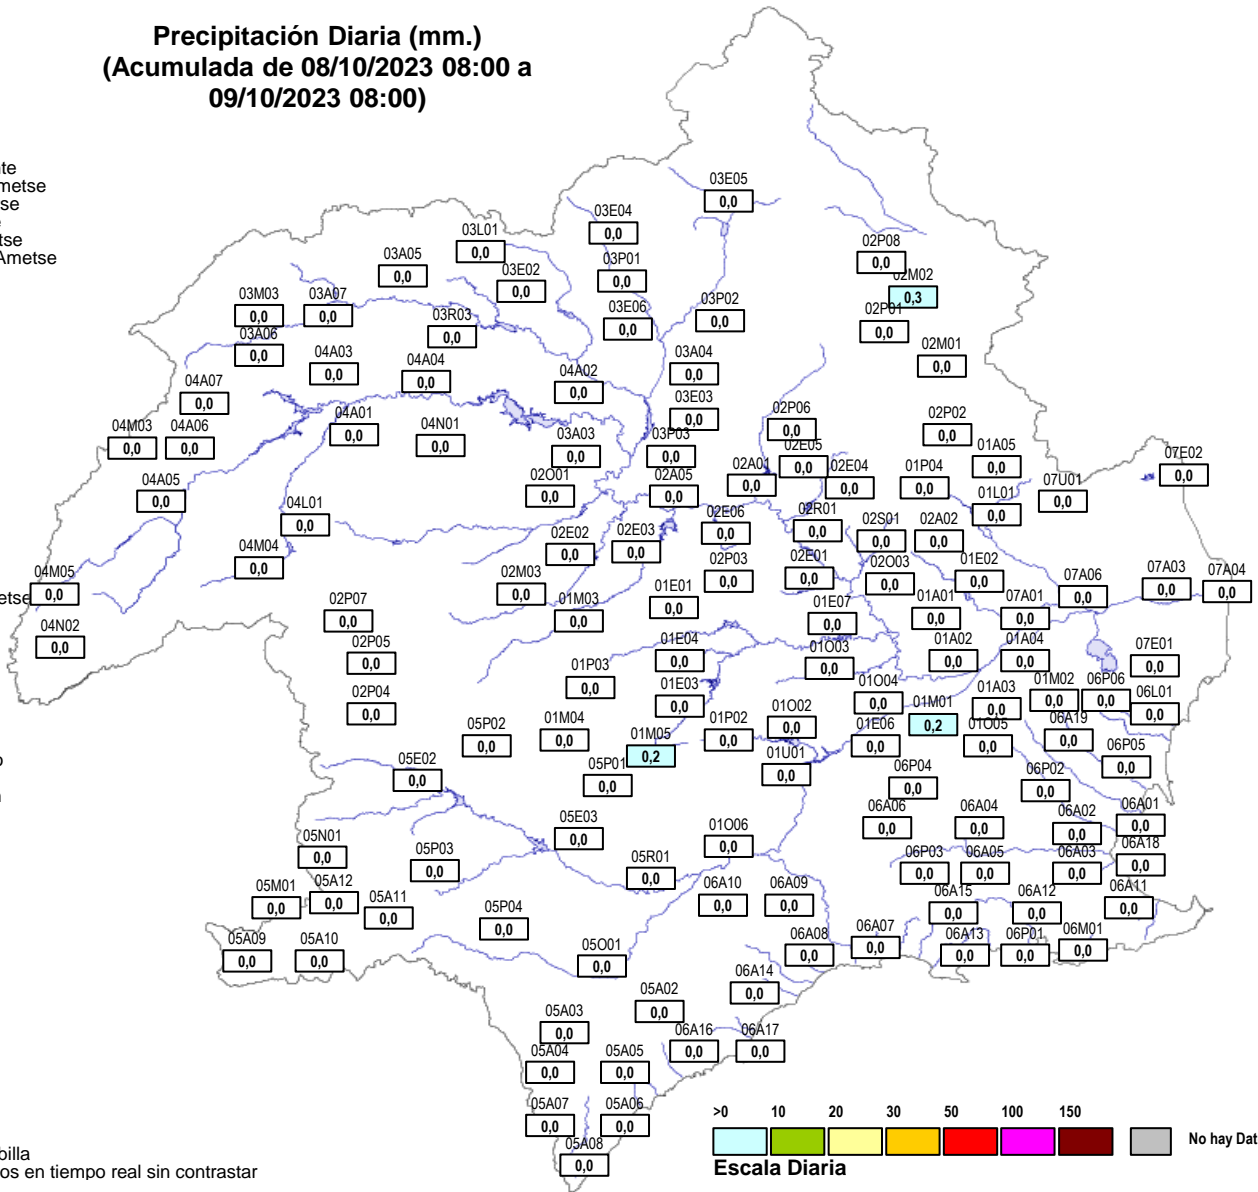 Precipitación Diaria (mm.)
(Acumulada de 08/10/2023 08:00 a
09/10/2023 08:00)
03E05
0,0
03E04
0,0
03L01
0,0
03A05
0,0
03P01
0,0
03E02
0,0
02P08
0,0
02M02
0,3
03M03
0,0
03A07
0,0
03R03
0,0
03E06
0,0
03P02
0,0
02P01
0,0
03A06
0,0
04A03
0,0
04A04
0,0
04A02
0,0
03A04
0,0
02M01
0,0
04A07
0,0
03E03
0,0
04M03
0,0
04A06
0,0
04A01
0,0
04N01
0,0
03A03
0,0
03P03
0,0
02P06
0,0
02E05
0,0
02P02
0,0
01A05
0,0
07E02
0,0
04A05
0,0
02O01
0,0
02A05
0,0
02A01
0,0
02E04
0,0
01P04
0,0
01L01
0,0
07U01
0,0
04L01
0,0
02E02
0,0
02E03
0,0
02E06
0,0
02R01
0,0
02S01
0,0
02A02
0,0
04M04
0,0
04M05
0,0
etse
02M03
0,0
02P03
0,0
02E01
0,0
02O03
0,0
01E02
0,0
07A06
0,0
07A03
0,0
07A04
0,0
04N02
0,0
02P07
0,0
01M03
0,0
01E01
0,0
01E07
0,0
01A01
0,0
07A01
0,0
02P05
0,0
01E04
0,0
01O03
0,0
01A02
0,0
01A04
0,0
07E01
0,0
02P04
0,0
01P03
0,0
01E03
0,0
01O04
0,0
01M01
0,2
01A03
0,0
01M02
0,0
06P06
0,0
06L01
0,0
05P02
0,0
01M04
0,0
01M05
0,2
01P02
0,0
01O02
0,0
01E06
0,0
01O05
0,0
06A19
0,0
06P05
0,0
05E02
0,0
05P01
0,0
01U01
0,0
06P04
0,0
06P02
0,0
05E03
0,0
01O06
0,0
06A06
0,0
06A04
0,0
06A02
0,0
06A01
0,0
05N01
0,0
05P03
0,0
05R01
0,0
06P03
0,0
06A05
0,0
06A03
0,0
06A18
0,0
05M01
0,0
05A12
0,0
05A11
0,0
05P04
0,0
06A10
0,0
06A09
0,0
06A15
0,0
06A12
0,0
06A11
0,0
05A09
0,0
05A10
0,0
05O01
0,0
06A08
0,0
06A07
0,0
06A13
0,0
06P01
0,0
06M01
0,0
05A02
0,0
06A14
0,0
05A03
0,0
06A16
0,0
06A17
0,0
05A04
0,0
05A05
0,0
05A07
0,0
05A06
0,0
05A08
0,0
>0 10 20 30 50 100 150
No hay Dat
Escala Diaria
nte
metse
se
tse
Ametse
billa
os en tiempo real sin contrastar